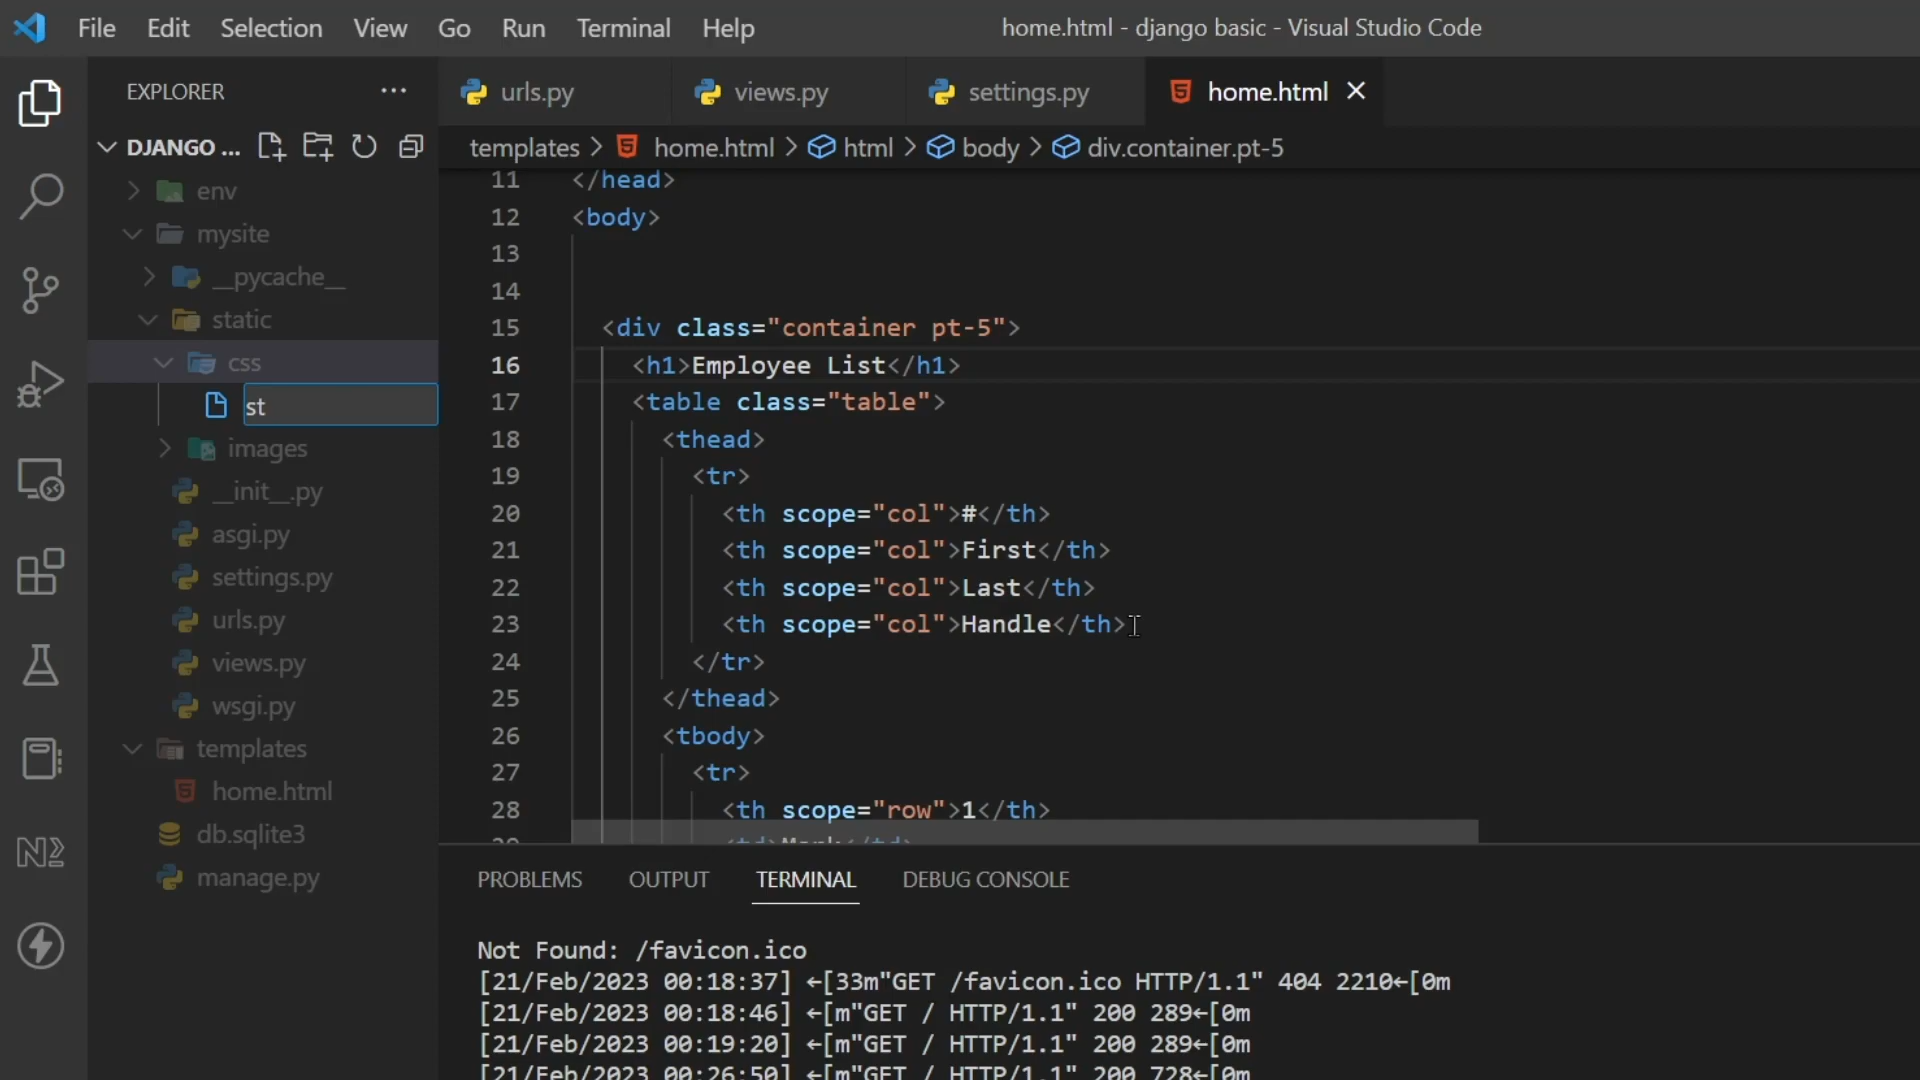 File Edit Selection View Go Run Terminal Help
home.html - django basic - Visual Studio Code
EXPLORER
urls.py
views.py
settings.py
home.html
DJANGO ...
templates > home.html > html > body > div.container.pt-5
env
mysite
__pycache__
static
css
st
images
__init__.py
asgi.py
settings.py
urls.py
views.py
wsgi.py
templates
home.html
db.sqlite3
manage.py
11 </head>
12 <body>
13
14
15 <div class="container pt-5">
16 <h1>Employee List</h1>
17 <table class="table">
18 <thead>
19 <tr>
20 <th scope="col">#</th>
21 <th scope="col">First</th>
22 <th scope="col">Last</th>
23 <th scope="col">Handle</th>
24 </tr>
25 </thead>
26 <tbody>
27 <tr>
28 <th scope="row">1</th>
PROBLEMS OUTPUT TERMINAL DEBUG CONSOLE
Not Found: /favicon.ico
[21/Feb/2023 00:18:37] ←[33m"GET /favicon.ico HTTP/1.1" 404 2210←[0m
[21/Feb/2023 00:18:46] ←[m"GET / HTTP/1.1" 200 289←[0m
[21/Feb/2023 00:19:20] ←[m"GET / HTTP/1.1" 200 289←[0m
[21/Feb/2023 00:26:50] ←[m"GET / HTTP/1.1" 200 728←[0m